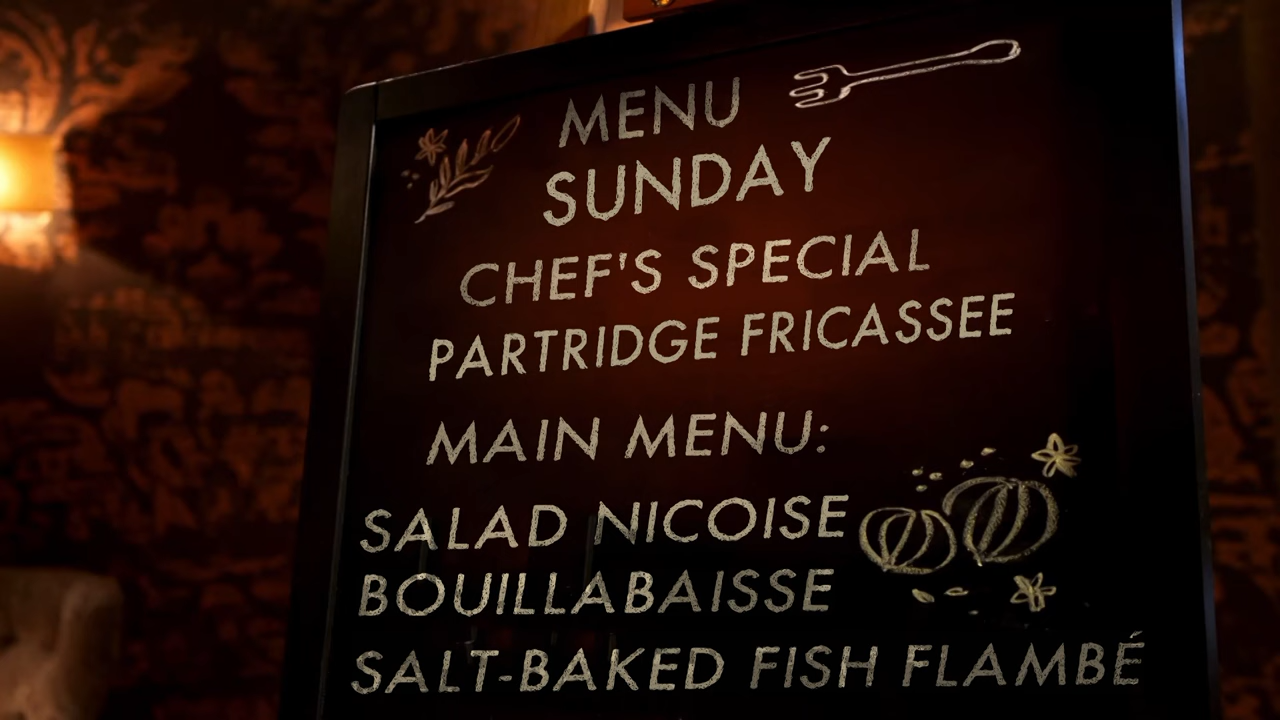 MENU
SUNDAY
CHEF'S SPECIAL
PARTRIDGE FRICASSEE
MAIN MENU:
SALAD NICOISE
BOUILLABAISSE
SALT-BAKED FISH FLAMBÉ